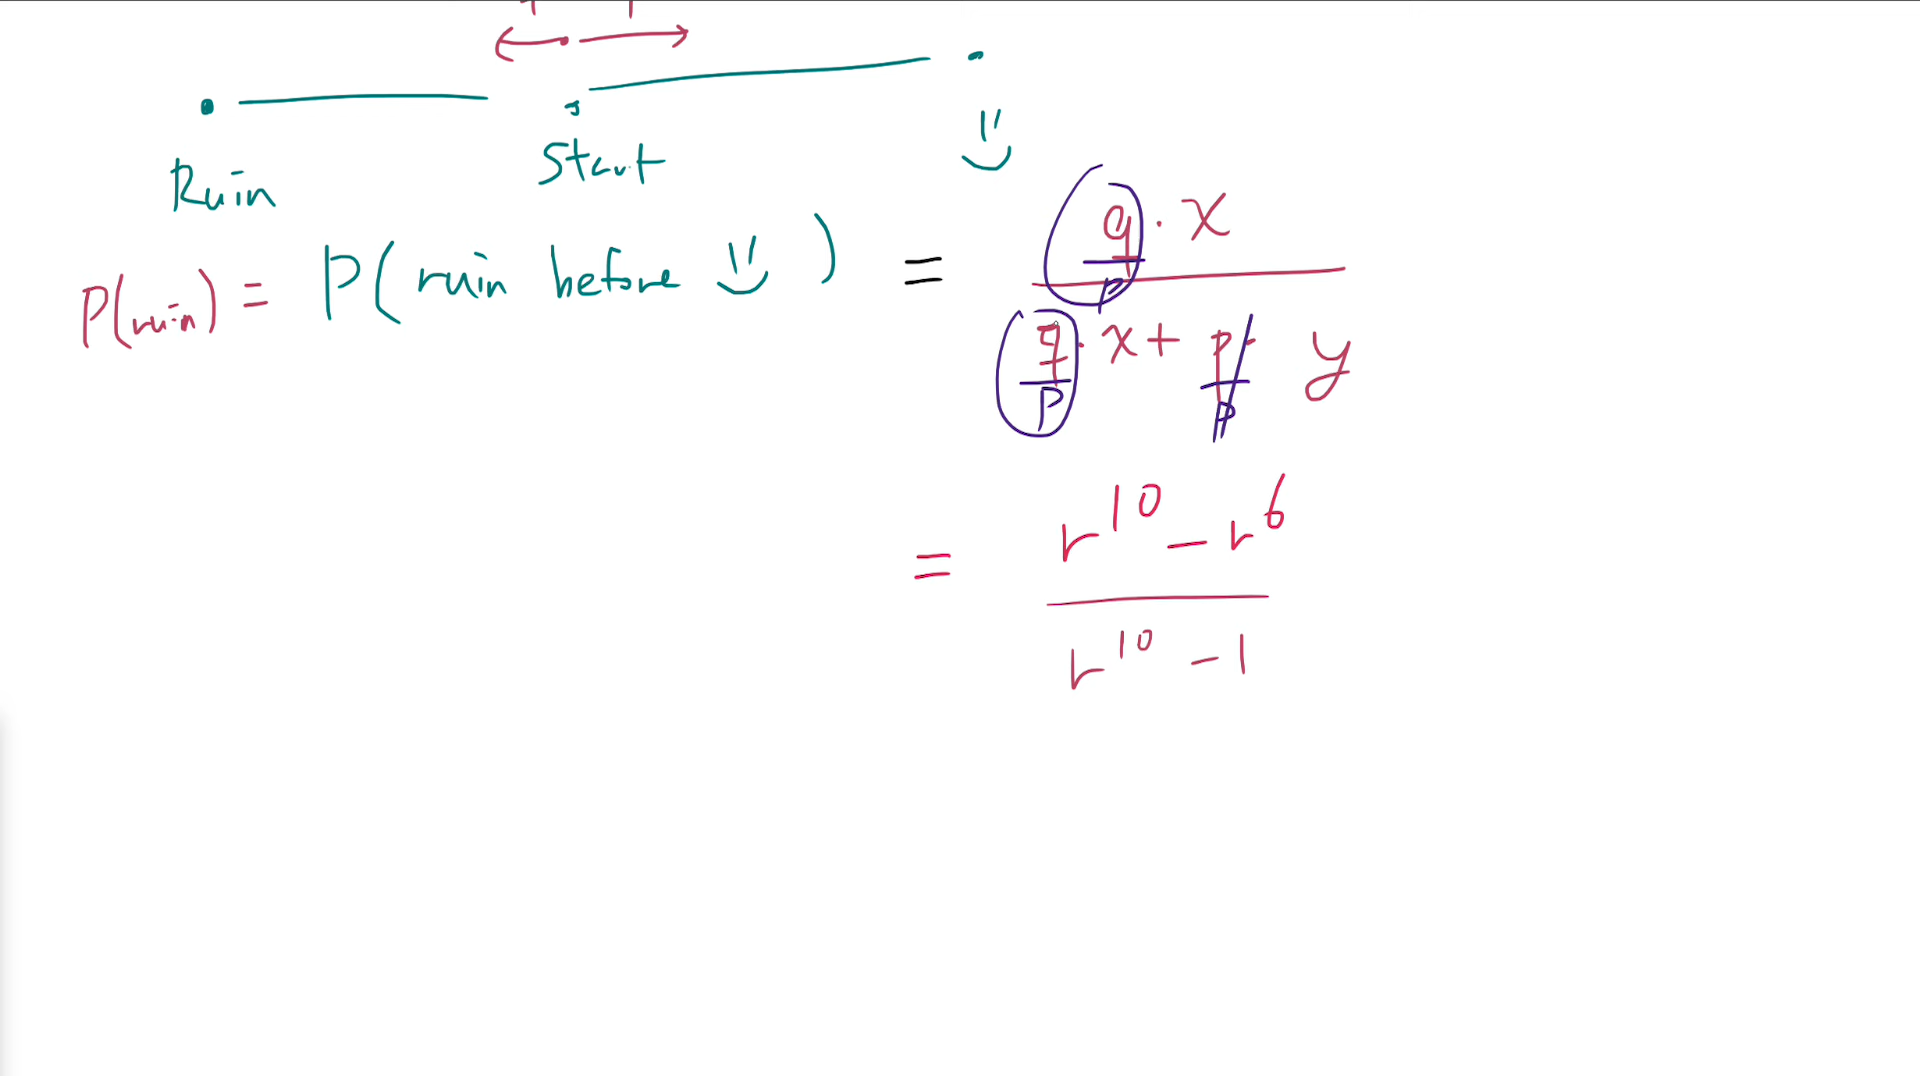 Ruin Start
P(ruin) = P( ruin before ) = q/p · x / q/p · x + p/p · y
= r^10 - r^6 / r^10 - 1